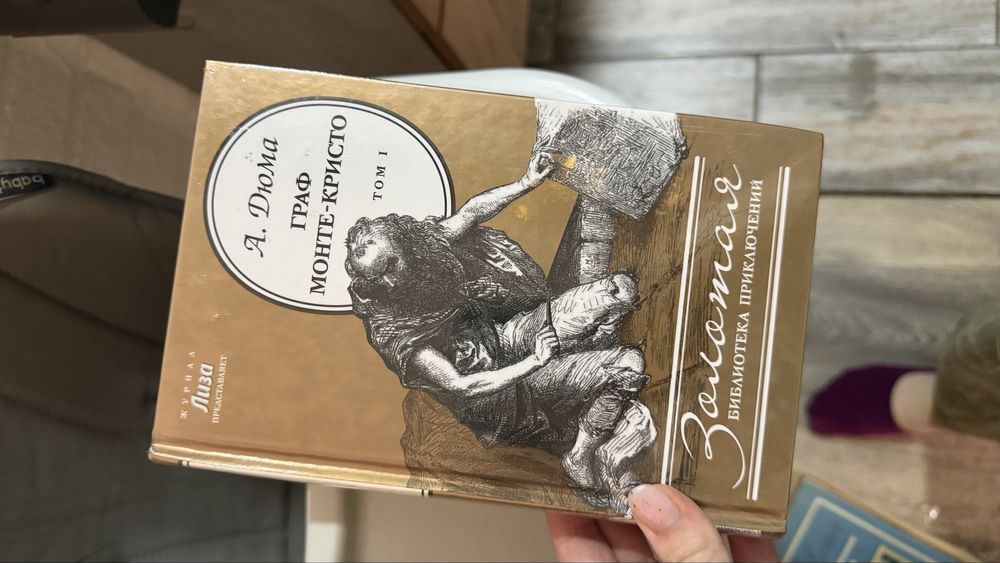 А. Дюма
ГРАФ
МОНТЕ-КРИСТО
ТОМ I
ЖУРНАЛ
Лиза
ПРЕДСТАВЛЯЕТ
Золотая
БИБЛИОТЕКА ПРИКЛЮЧЕНИЙ